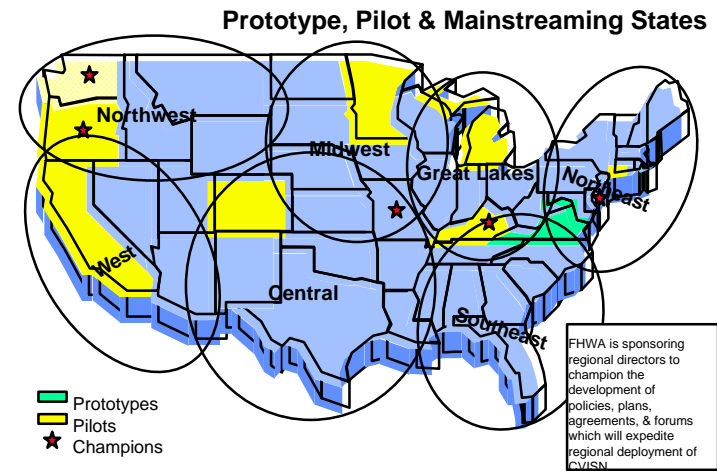 Prototype, Pilot & Mainstreaming States
Northwest
Midwest
Great Lakes
Northeast
West
Central
Southeast
Prototypes
Pilots
Champions
FHWA is sponsoring
regional directors to
champion the
development of
policies, plans,
agreements, & forums
which will expedite
regional deployment of
CVISN